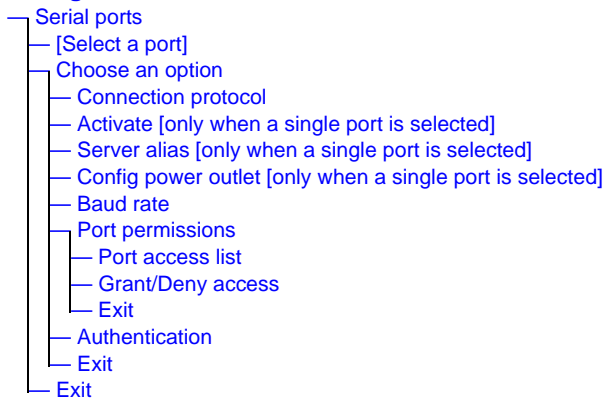 Serial ports
[Select a port]
Choose an option
Connection protocol
Activate [only when a single port is selected]
Server alias [only when a single port is selected]
Config power outlet [only when a single port is selected]
Baud rate
Port permissions
Port access list
Grant/Deny access
Exit
Authentication
Exit
Exit